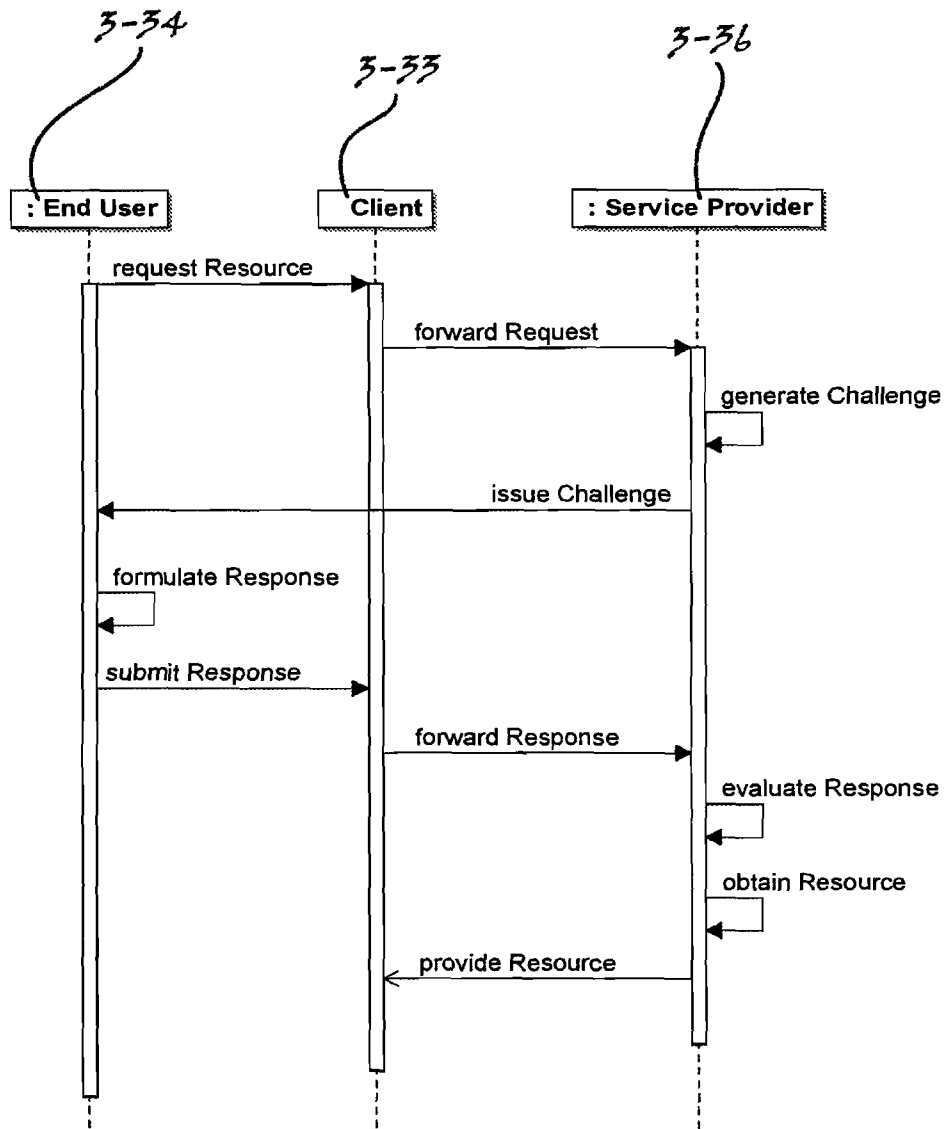 3-34
3-33
3-36
: End User
Client
: Service Provider
request Resource
forward Request
generate Challenge
issue Challenge
formulate Response
submit Response
forward Response
evaluate Response
obtain Resource
provide Resource